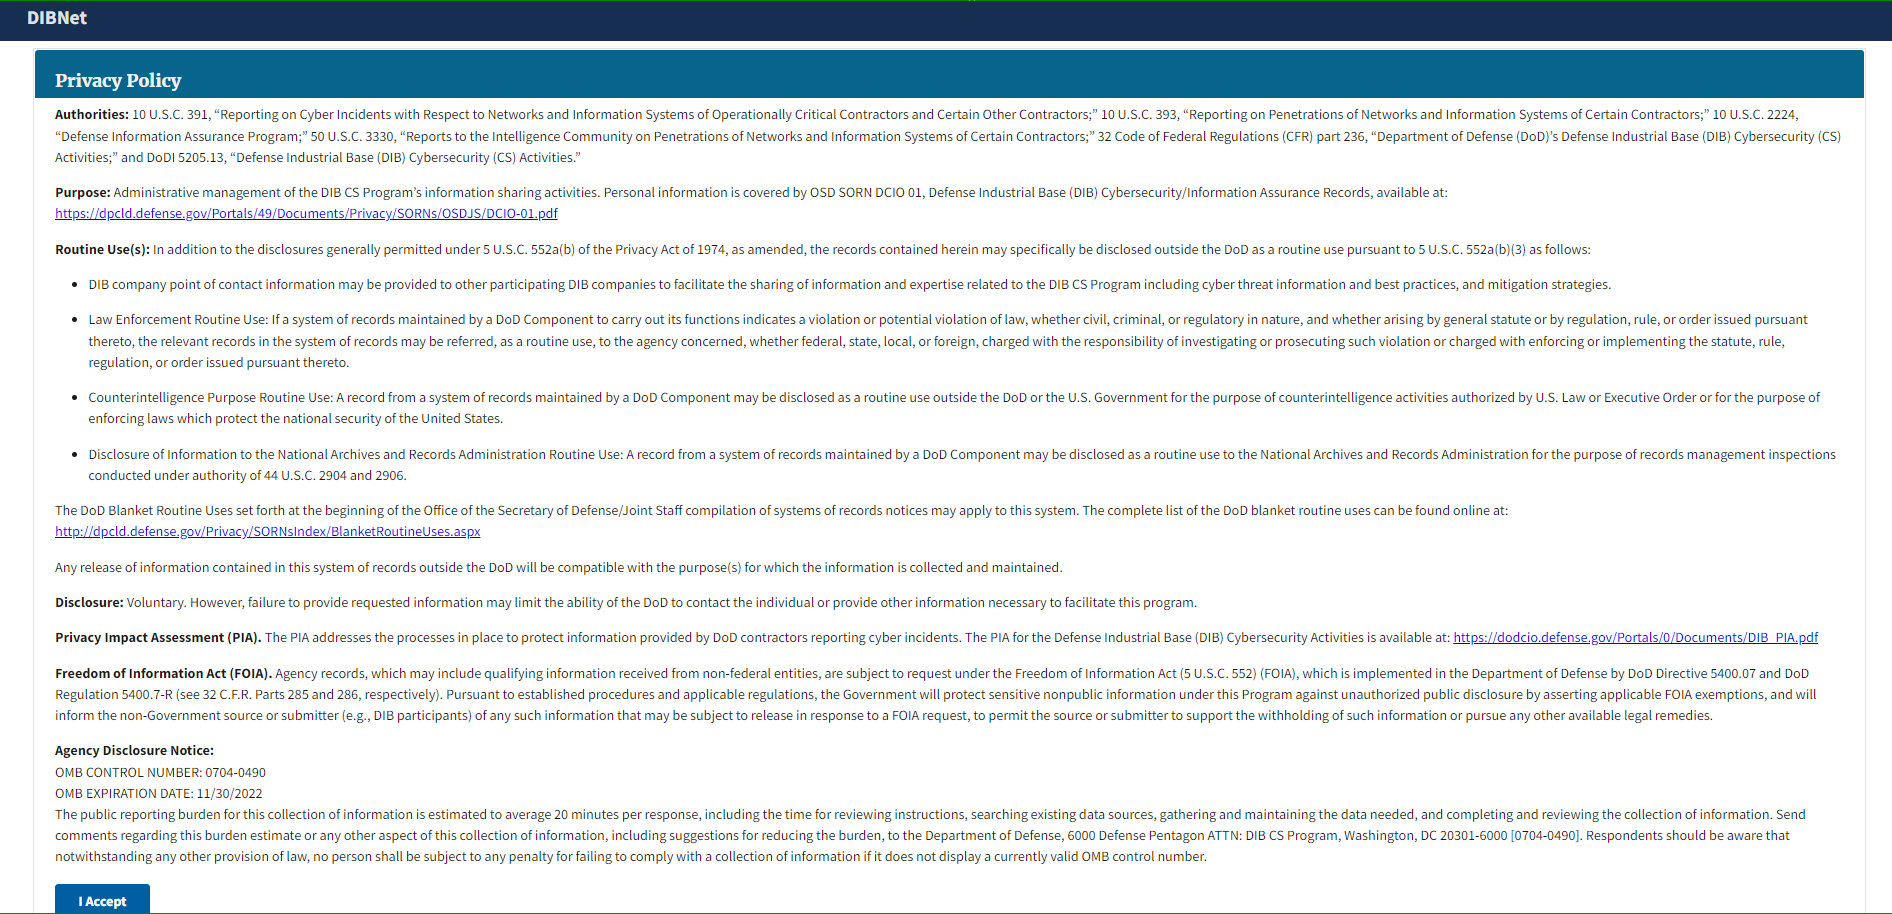 DIBNet
Privacy Policy
Authorities: 10 U.S.C. 391, “Reporting on Cyber Incidents with Respect to Networks and Information Systems of Operationally Critical Contractors and Certain Other Contractors;” 10 U.S.C. 393, “Reporting on Penetrations of Networks and Information Systems of Certain Contractors;” 10 U.S.C. 2224,
“Defense Information Assurance Program;” 50 U.S.C. 3330, “Reports to the Intelligence Community on Penetrations of Networks and Information Systems of Certain Contractors;” 32 Code of Federal Regulations (CFR) part 236, “Department of Defense (DoD)’s Defense Industrial Base (DIB) Cybersecurity (CS)
Activities;” and DoDI 5205.13, “Defense Industrial Base (DIB) Cybersecurity (CS) Activities.”
Purpose: Administrative management of the DIB CS Program’s information sharing activities. Personal information is covered by OSD SORN DCIO 01, Defense Industrial Base (DIB) Cybersecurity/Information Assurance Records, available at:
https://dpcld.defense.gov/Portals/49/Documents/Privacy/SORNs/OSDJS/DCIO-01.pdf
Routine Use(s): In addition to the disclosures generally permitted under 5 U.S.C. 552a(b) of the Privacy Act of 1974, as amended, the records contained herein may specifically be disclosed outside the DoD as a routine use pursuant to 5 U.S.C. 552a(b)(3) as follows:
• DIB company point of contact information may be provided to other participating DIB companies to facilitate the sharing of information and expertise related to the DIB CS Program including cyber threat information and best practices, and mitigation strategies.
• Law Enforcement Routine Use: If a system of records maintained by a DoD Component to carry out its functions indicates a violation or potential violation of law, whether civil, criminal, or regulatory in nature, and whether arising by general statute or by regulation, rule, or order issued pursuant
thereto, the relevant records in the system of records may be referred, as a routine use, to the agency concerned, whether federal, state, local, or foreign, charged with the responsibility of investigating or prosecuting such violation or charged with enforcing or implementing the statute, rule,
regulation, or order issued pursuant thereto.
• Counterintelligence Purpose Routine Use: A record from a system of records maintained by a DoD Component may be disclosed as a routine use outside the DoD or the U.S. Government for the purpose of counterintelligence activities authorized by U.S. Law or Executive Order or for the purpose of
enforcing laws which protect the national security of the United States.
• Disclosure of Information to the National Archives and Records Administration Routine Use: A record from a system of records maintained by a DoD Component may be disclosed as a routine use to the National Archives and Records Administration for the purpose of records management inspections
conducted under authority of 44 U.S.C. 2904 and 2906.
The DoD Blanket Routine Uses set forth at the beginning of the Office of the Secretary of Defense/Joint Staff compilation of systems of records notices may apply to this system. The complete list of the DoD blanket routine uses can be found online at:
http://dpcld.defense.gov/Privacy/SORNsIndex/BlanketRoutineUses.aspx
Any release of information contained in this system of records outside the DoD will be compatible with the purpose(s) for which the information is collected and maintained.
Disclosure: Voluntary. However, failure to provide requested information may limit the ability of the DoD to contact the individual or provide other information necessary to facilitate this program.
Privacy Impact Assessment (PIA). The PIA addresses the processes in place to protect information provided by DoD contractors reporting cyber incidents. The PIA for the Defense Industrial Base (DIB) Cybersecurity Activities is available at: https://dodcio.defense.gov/Portals/0/Documents/DIB_PIA.pdf
Freedom of Information Act (FOIA). Agency records, which may include qualifying information received from non-federal entities, are subject to request under the Freedom of Information Act (5 U.S.C. 552) (FOIA), which is implemented in the Department of Defense by DoD Directive 5400.07 and DoD
Regulation 5400.7-R (see 32 C.F.R. Parts 285 and 286, respectively). Pursuant to established procedures and applicable regulations, the Government will protect sensitive nonpublic information under this Program against unauthorized public disclosure by asserting applicable FOIA exemptions, and will
inform the non-Government source or submitter (e.g., DIB participants) of any such information that may be subject to release in response to a FOIA request, to permit the source or submitter to support the withholding of such information or pursue any other available legal remedies.
Agency Disclosure Notice:
OMB CONTROL NUMBER: 0704-0490
OMB EXPIRATION DATE: 11/30/2022
The public reporting burden for this collection of information is estimated to average 20 minutes per response, including the time for reviewing instructions, searching existing data sources, gathering and maintaining the data needed, and completing and reviewing the collection of information. Send
comments regarding this burden estimate or any other aspect of this collection of information, including suggestions for reducing the burden, to the Department of Defense, 6000 Defense Pentagon ATTN: DIB CS Program, Washington, DC 20301-6000 [0704-0490]. Respondents should be aware that
notwithstanding any other provision of law, no person shall be subject to any penalty for failing to comply with a collection of information if it does not display a currently valid OMB control number.
I Accept